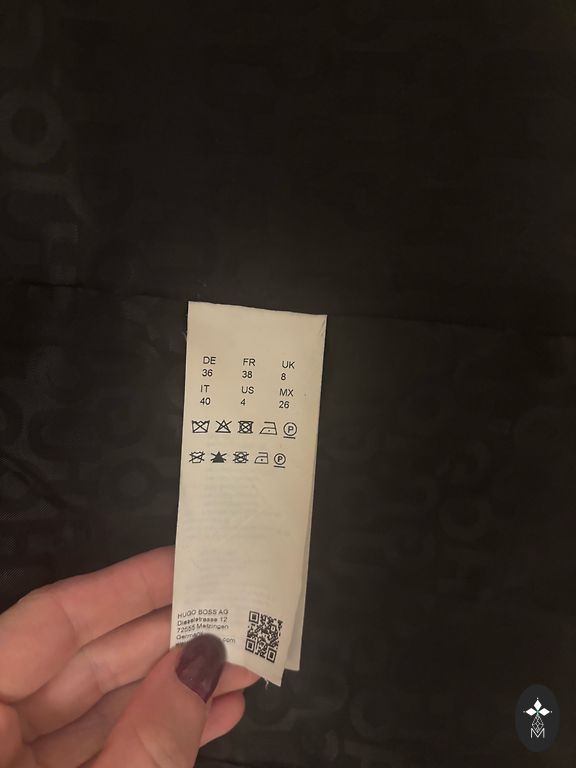 DE FR UK
36 38 8
IT US MX
40 4 26
P
P
HUGO BOSS AG
Dieselstrasse 12
72555 Metzingen
com